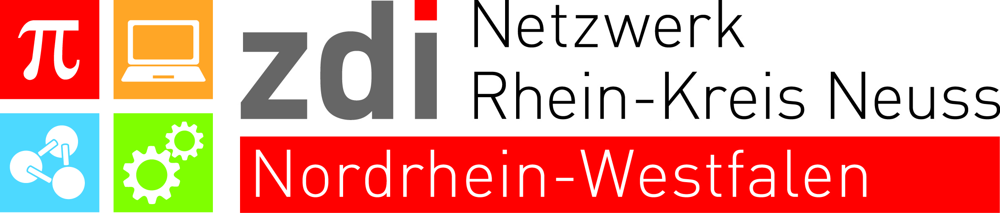 π
zdi
Netzwerk
Rhein-Kreis Neuss
Nordrhein-Westfalen